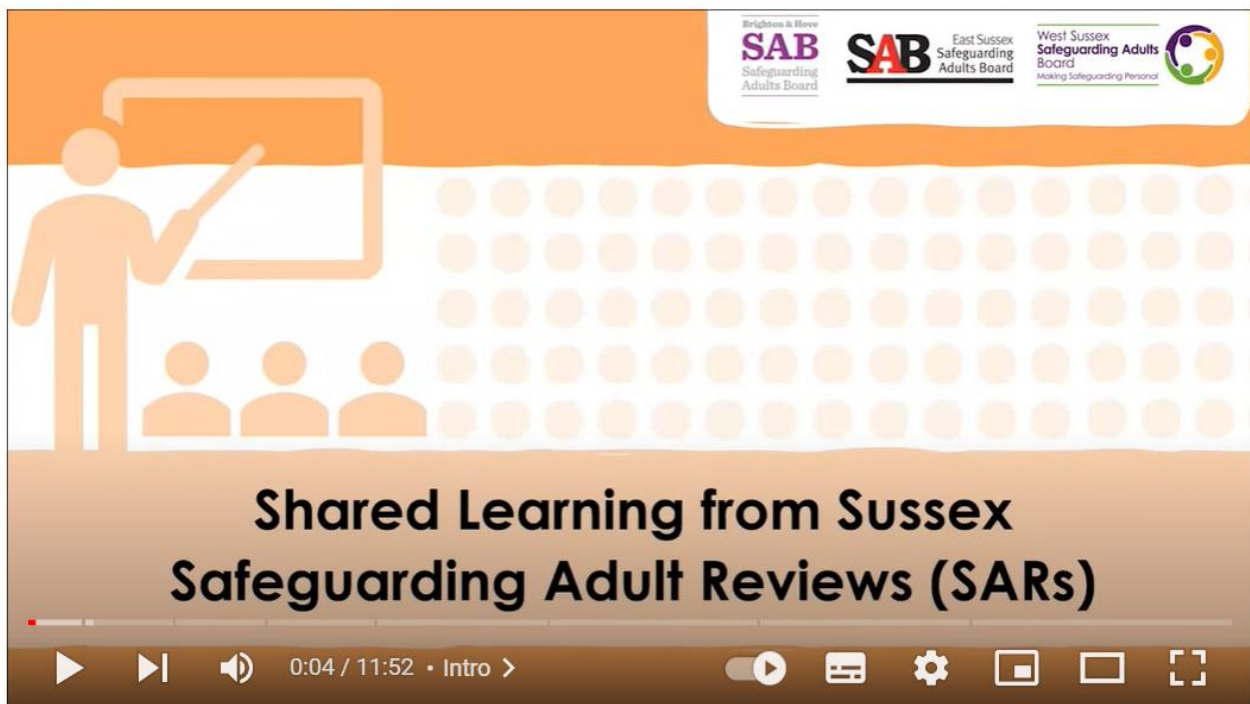 Brighton & Hove
SAB
Safeguarding
Adults Board
SAB
East Sussex
Safeguarding
Adults Board
West Sussex
Safeguarding Adults
Board
Making Safeguarding Personal
Shared Learning from Sussex
Safeguarding Adult Reviews (SARs)
0:04 / 11:52 • Intro >